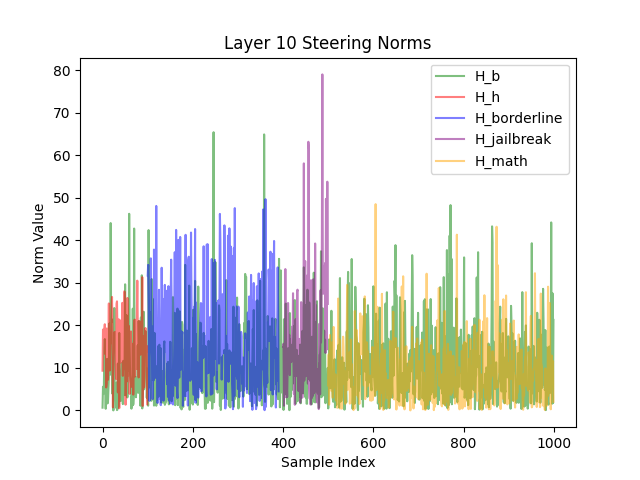 Layer 10 Steering Norms
H_b
H_h
H_borderline
H_jailbreak
H_math
Norm Value
80
70
60
50
40
30
20
10
0
0 200 400 600 800 1000
Sample Index